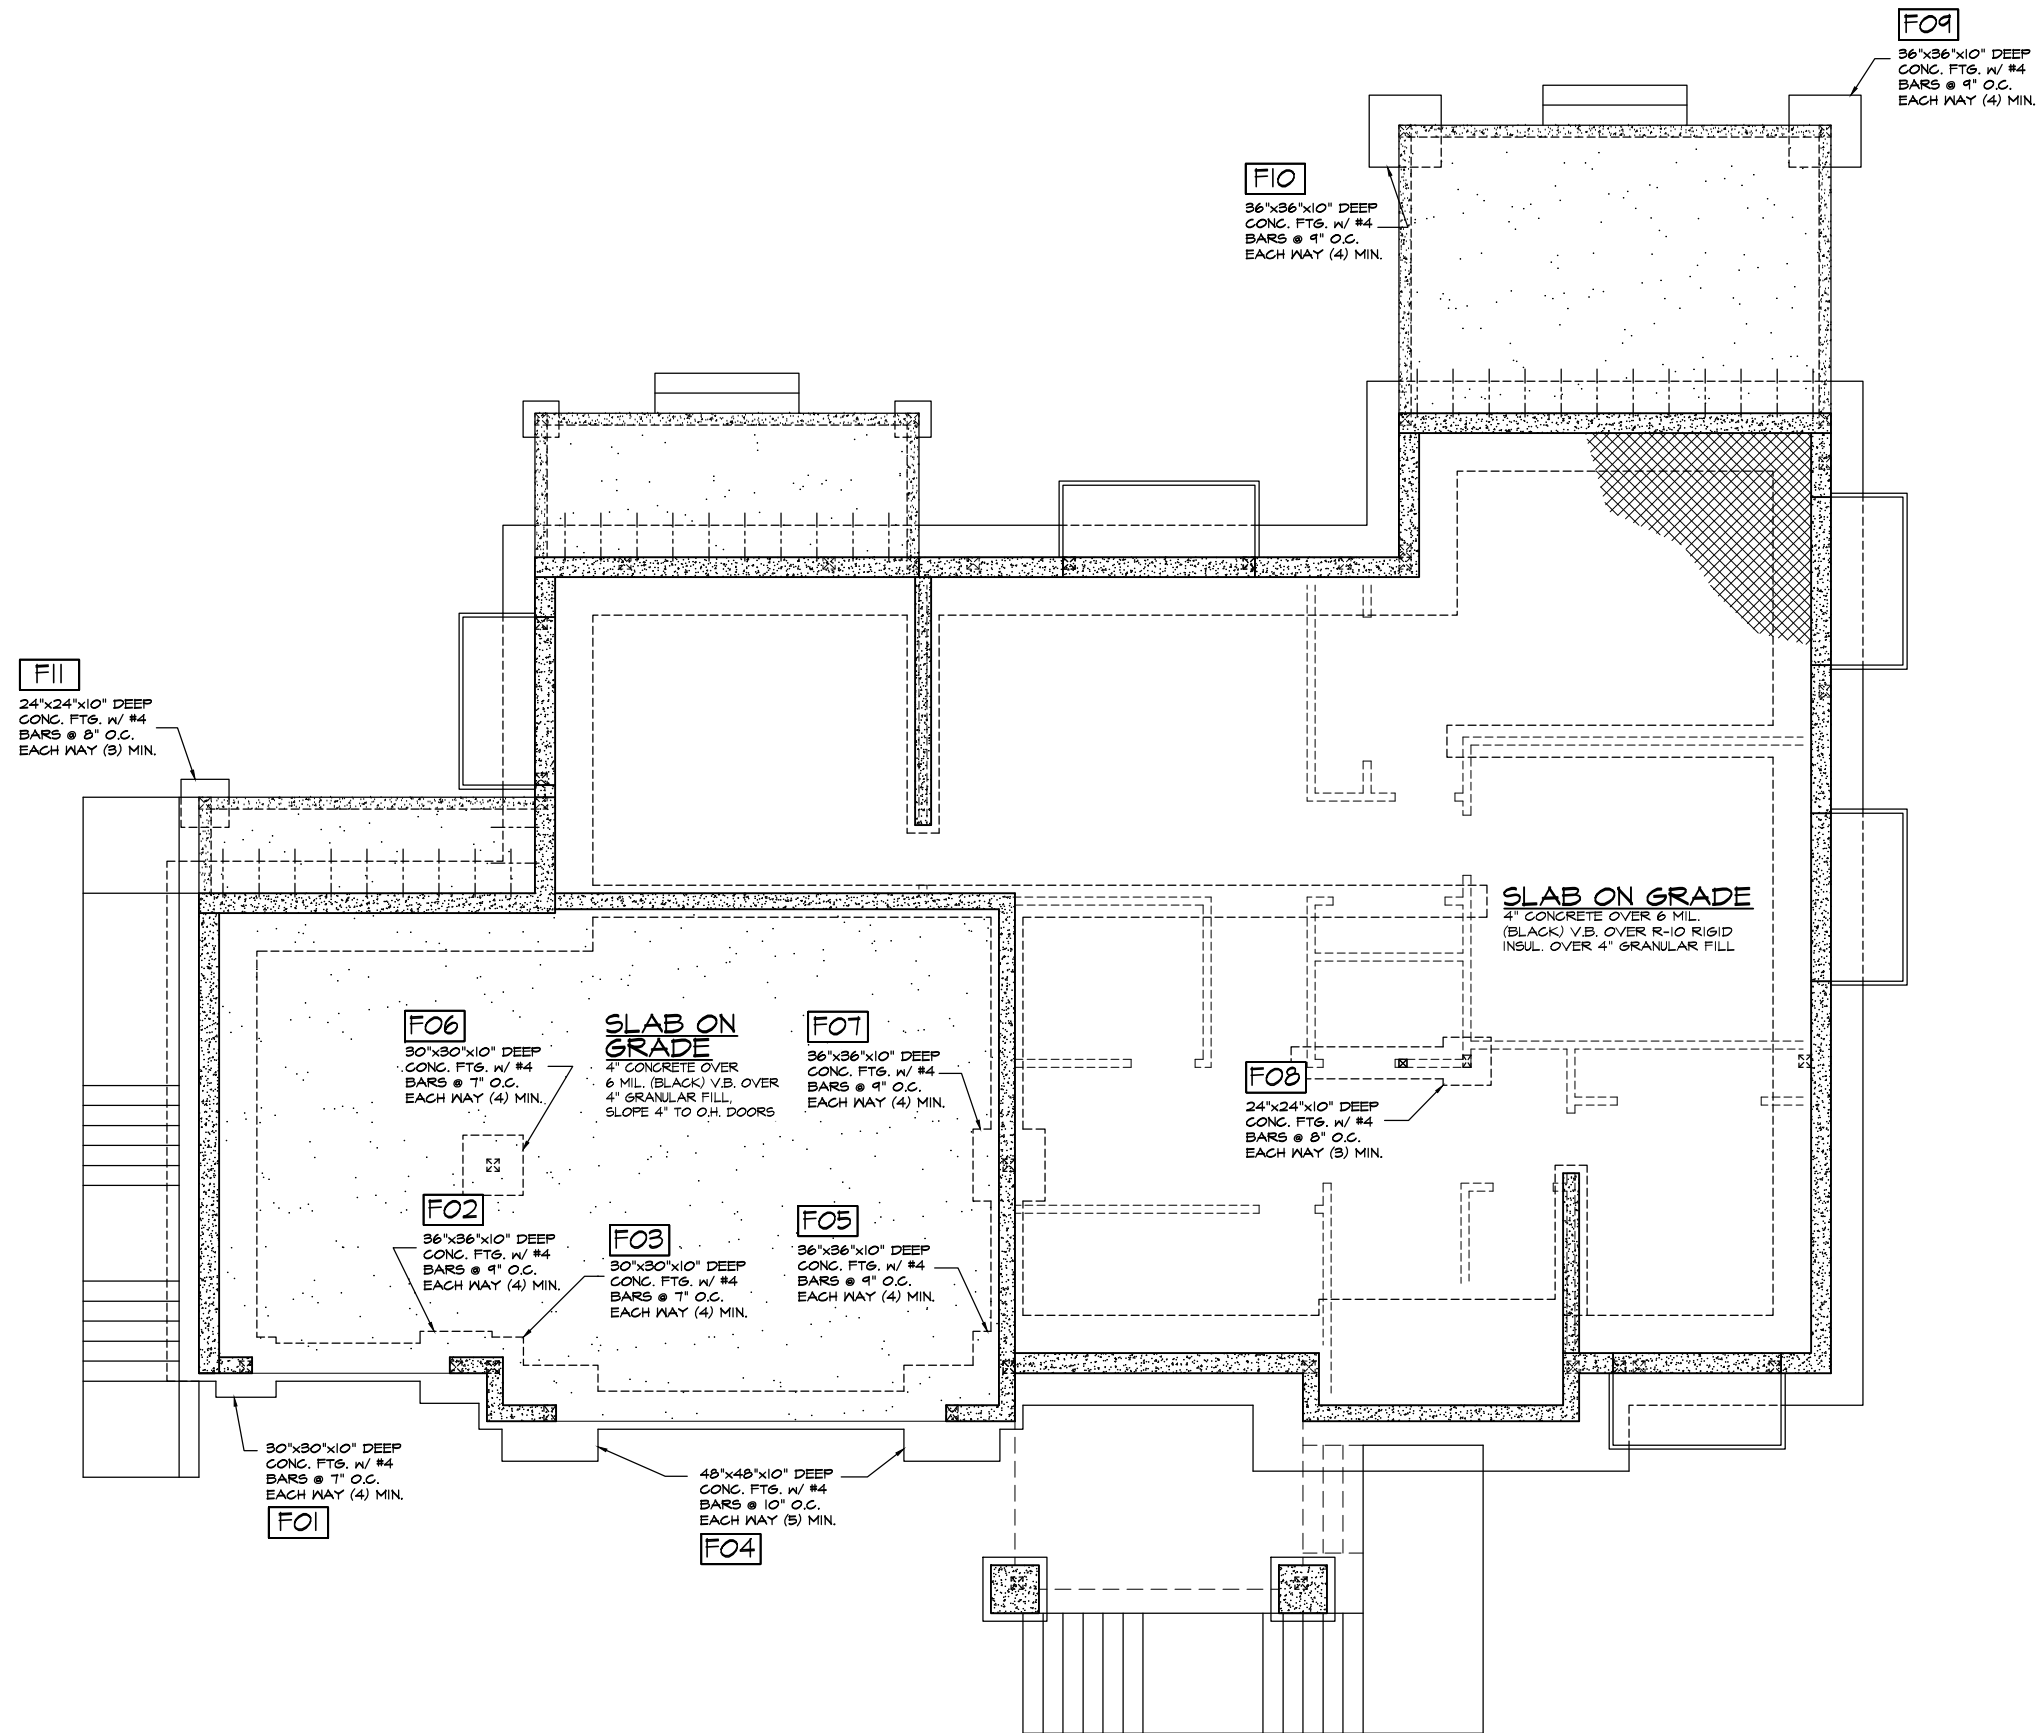 F09
36"x36"x10" DEEP
CONC. FTG. W/ #4
BARS @ 9" O.C.
EACH WAY (4) MIN.
F10
36"x36"x10" DEEP
CONC. FTG. W/ #4
BARS @ 9" O.C.
EACH WAY (4) MIN.
F11
24"x24"x10" DEEP
CONC. FTG. W/ #4
BARS @ 8" O.C.
EACH WAY (3) MIN.
SLAB ON GRADE
4" CONCRETE OVER 6 MIL.
(BLACK) V.B. OVER R-10 RIGID
INSUL. OVER 4" GRANULAR FILL
F06
30"x30"x10" DEEP
CONC. FTG. W/ #4
BARS @ 7" O.C.
EACH WAY (4) MIN.
SLAB ON
GRADE
4" CONCRETE OVER
6 MIL. (BLACK) V.B. OVER
4" GRANULAR FILL,
SLOPE 4" TO O.H. DOORS
F07
36"x36"x10" DEEP
CONC. FTG. W/ #4
BARS @ 9" O.C.
EACH WAY (4) MIN.
F08
24"x24"x10" DEEP
CONC. FTG. W/ #4
BARS @ 8" O.C.
EACH WAY (3) MIN.
F02
36"x36"x10" DEEP
CONC. FTG. W/ #4
BARS @ 9" O.C.
EACH WAY (4) MIN.
F03
30"x30"x10" DEEP
CONC. FTG. W/ #4
BARS @ 7" O.C.
EACH WAY (4) MIN.
F05
36"x36"x10" DEEP
CONC. FTG. W/ #4
BARS @ 9" O.C.
EACH WAY (4) MIN.
30"x30"x10" DEEP
CONC. FTG. W/ #4
BARS @ 7" O.C.
EACH WAY (4) MIN.
F01
48"x48"x10" DEEP
CONC. FTG. W/ #4
BARS @ 10" O.C.
EACH WAY (5) MIN.
F04